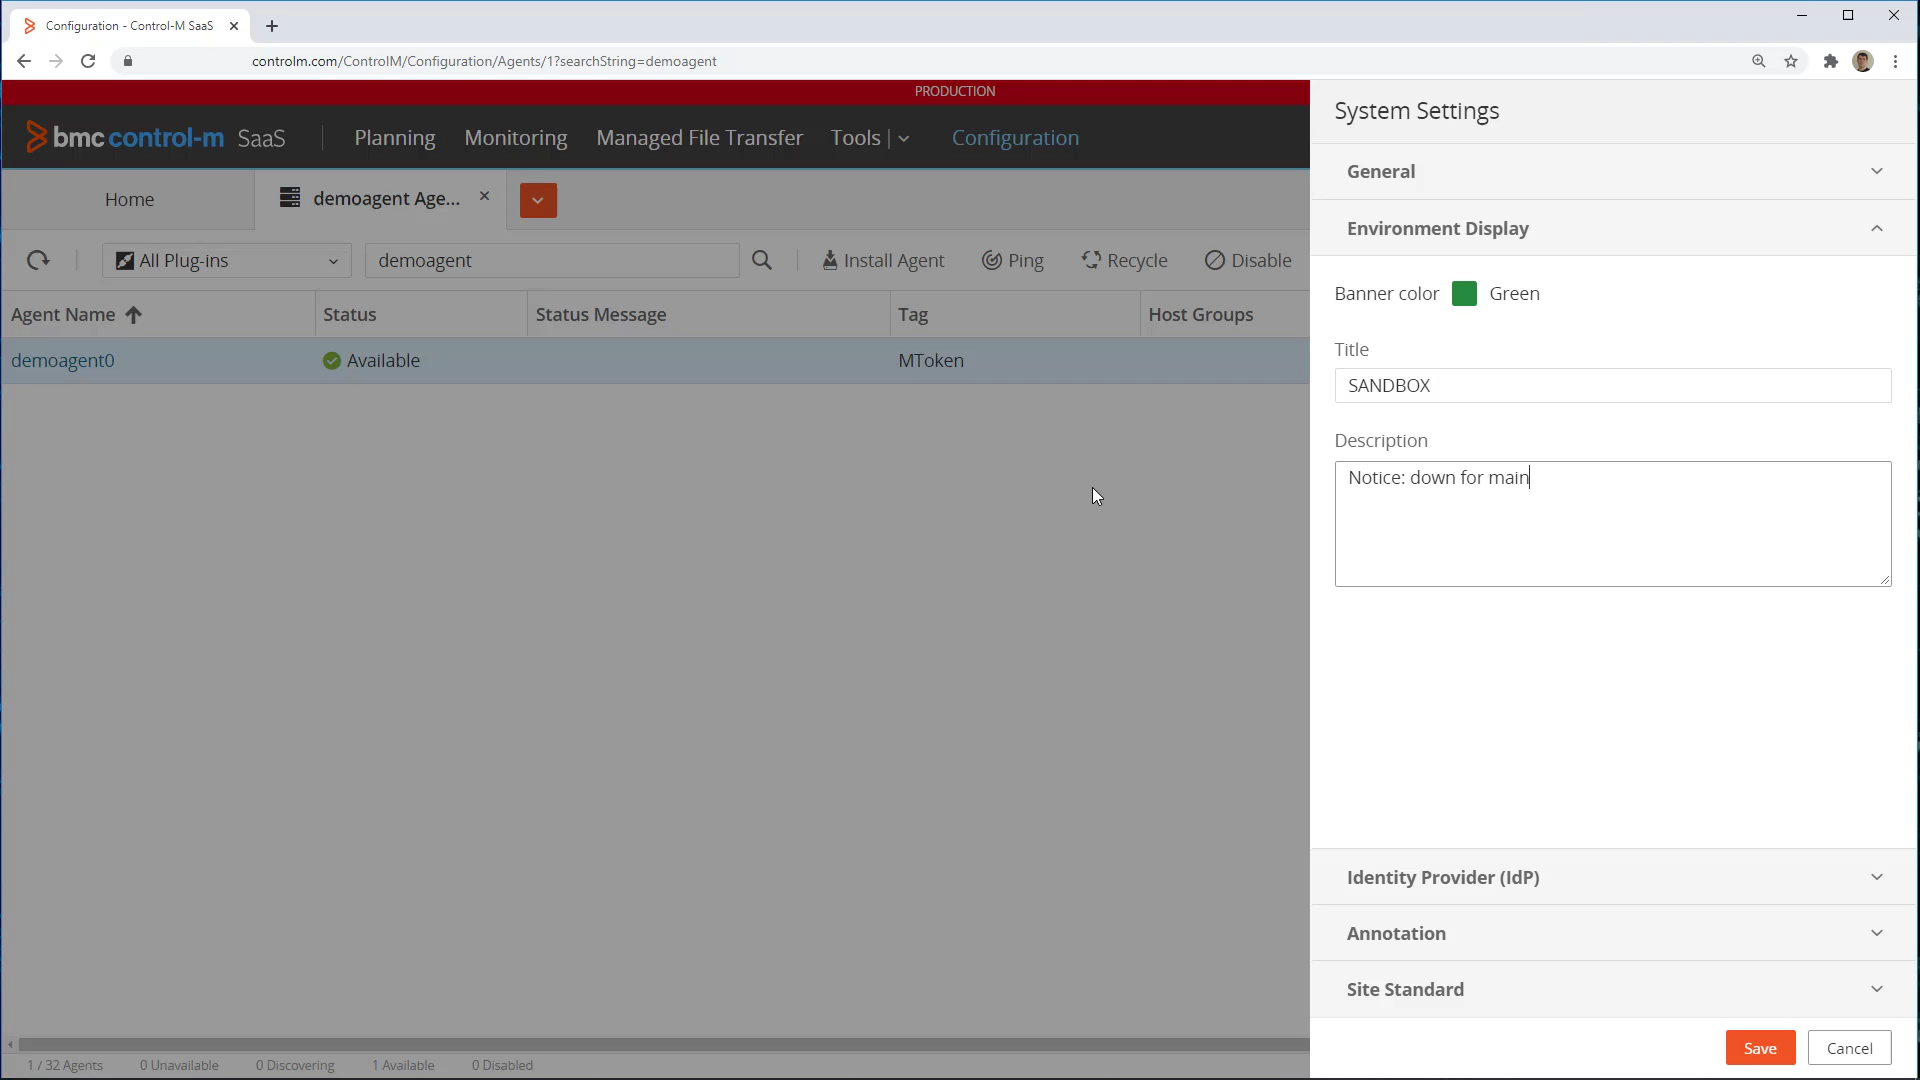 Configuration - Control-M SaaS
controlm.com/ControlM/Configuration/Agents/1?searchString=demoagent
PRODUCTION
bmc control-m SaaS
Planning Monitoring Managed File Transfer Tools Configuration
Home demoagent Age...
All Plug-ins demoagent Install Agent Ping Recycle Disable
Agent Name Status Status Message Tag Host Groups
demoagent0 Available MToken
1 / 32 Agents 0 Unavailable 0 Discovering 1 Available 0 Disabled
System Settings
General
Environment Display
Banner color Green
Title
SANDBOX
Description
Notice: down for main
Identity Provider (IdP)
Annotation
Site Standard
Save Cancel